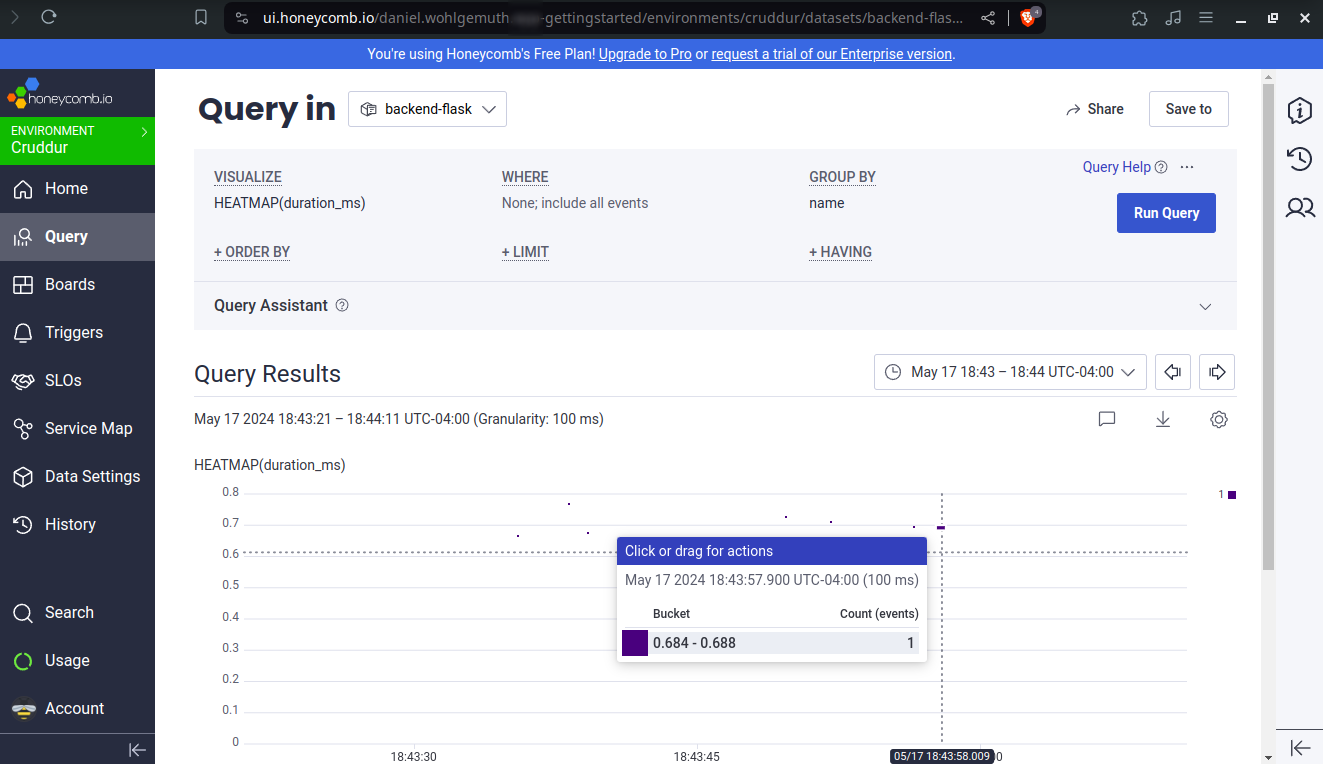 ui.honeycomb.io/daniel.wohlgemuth -gettingstarted/environments/cruddur/datasets/backend-flas...
4
You're using Honeycomb's Free Plan! Upgrade to Pro or request a trial of our Enterprise version.
honeycomb.io
ENVIRONMENT
Cruddur
Home
Query
Boards
Triggers
SLOs
Service Map
Data Settings
History
Search
Usage
Account
Query in
backend-flask
Share
Save to
VISUALIZE
HEATMAP(duration_ms)
WHERE
None; include all events
GROUP BY
name
Query Help
Run Query
+ ORDER BY
+ LIMIT
+ HAVING
Query Assistant
Query Results
May 17 18:43 – 18:44 UTC-04:00
May 17 2024 18:43:21 – 18:44:11 UTC-04:00 (Granularity: 100 ms)
HEATMAP(duration_ms)
0.8
0.7
0.6
0.5
0.4
0.3
0.2
0.1
0
1
Click or drag for actions
May 17 2024 18:43:57.900 UTC-04:00 (100 ms)
Bucket Count (events)
0.684 - 0.688 1
18:43:30
18:43:45
05/17 18:43:58.009